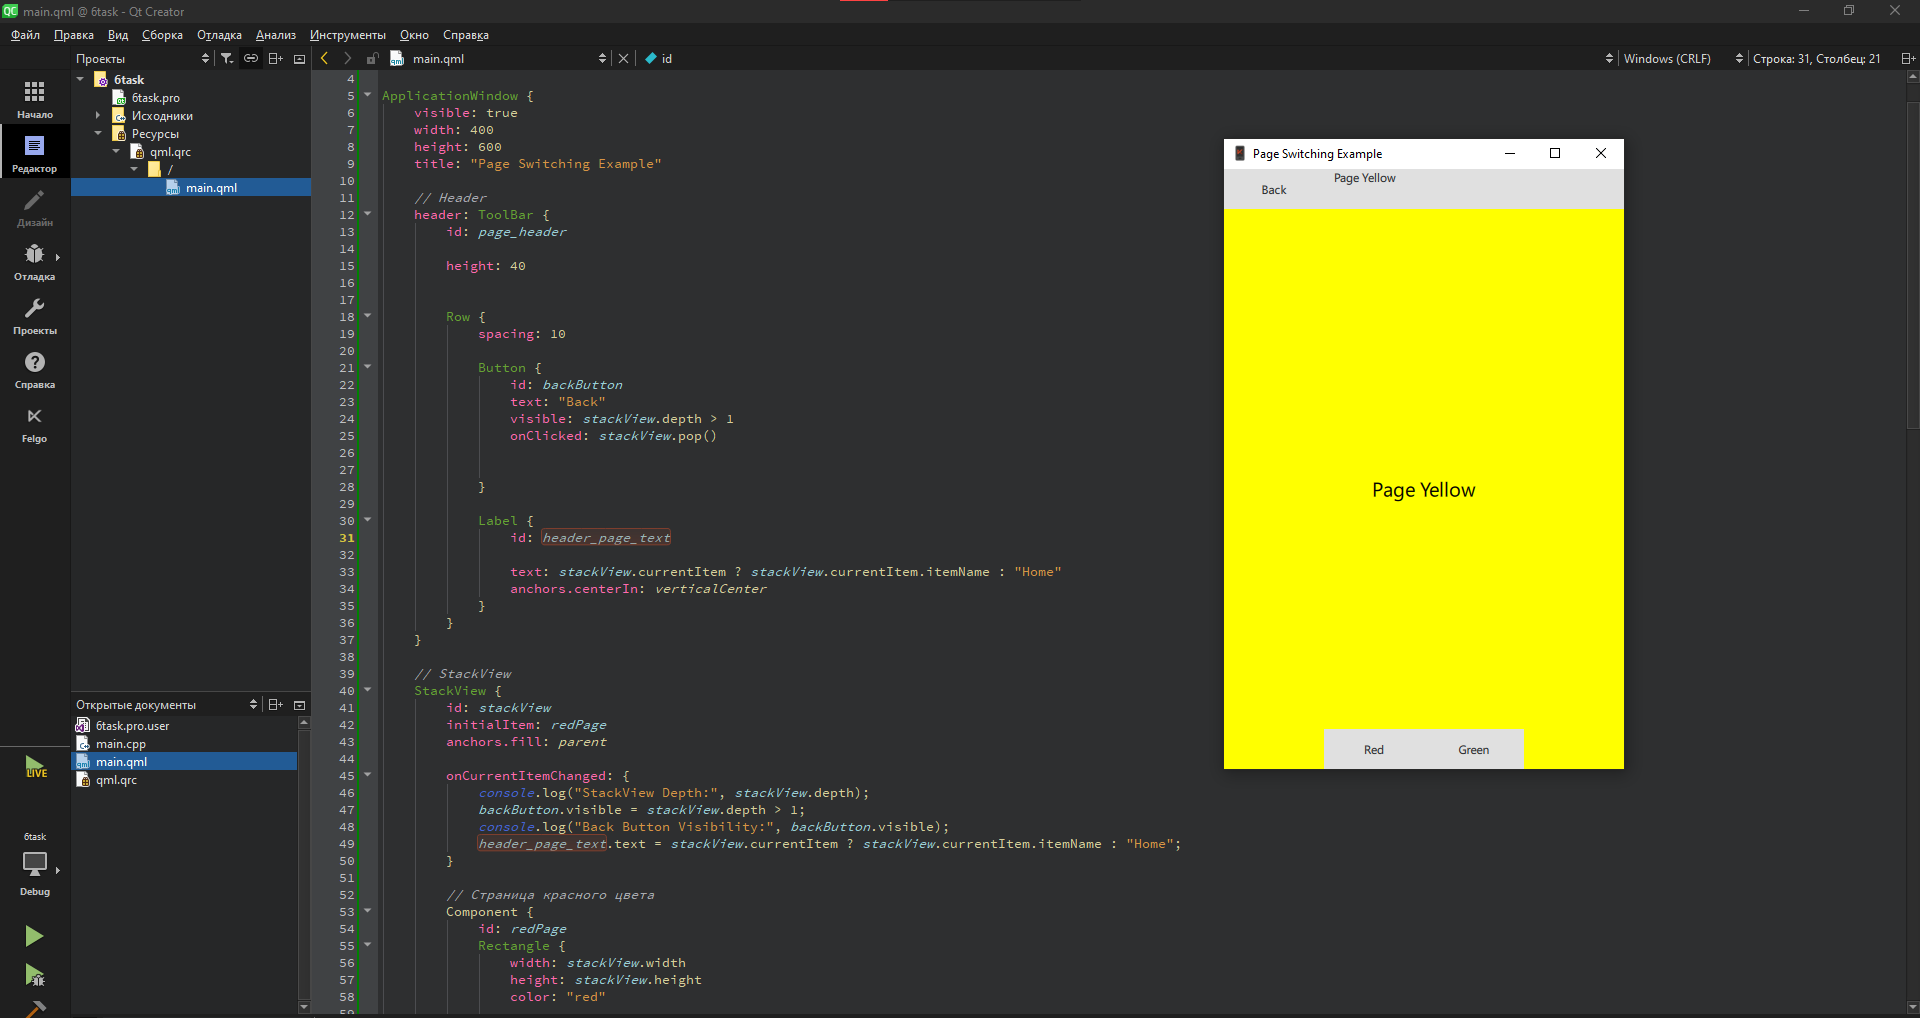 main.qml @ 6task - Qt Creator
Файл Правка Вид Сборка Отладка Анализ Инструменты Окно Справка
Проекты
main.qml
id
Windows (CRLF)
Строка: 31, Столбец: 21
Начало
Редактор
Дизайн
Отладка
Проекты
Справка
Felgo
LIVE
6task
Debug
6task
6task.pro
Исходники
Ресурсы
qml.qrc
/
main.qml
Открытые документы
6task.pro.user
main.cpp
main.qml
qml.qrc
4
5 ApplicationWindow {
6 visible: true
7 width: 400
8 height: 600
9 title: "Page Switching Example"
10
11 // Header
12 header: ToolBar {
13 id: page_header
14
15 height: 40
16
17
18 Row {
19 spacing: 10
20
21 Button {
22 id: backButton
23 text: "Back"
24 visible: stackView.depth > 1
25 onClicked: stackView.pop()
26
27
28 }
29
30 Label {
31 id: header_page_text
32
33 text: stackView.currentItem ? stackView.currentItem.itemName : "Home"
34 anchors.centerIn: verticalCenter
35 }
36 }
37 }
38
39 // StackView
40 StackView {
41 id: stackView
42 initialItem: redPage
43 anchors.fill: parent
44
45 onCurrentItemChanged: {
46 console.log("StackView Depth:", stackView.depth);
47 backButton.visible = stackView.depth > 1;
48 console.log("Back Button Visibility:", backButton.visible);
49 header_page_text.text = stackView.currentItem ? stackView.currentItem.itemName : "Home";
50 }
51
52 // Страница красного цвета
53 Component {
54 id: redPage
55 Rectangle {
56 width: stackView.width
57 height: stackView.height
58 color: "red"
59
Page Switching Example
Back
Page Yellow
Page Yellow
Red
Green